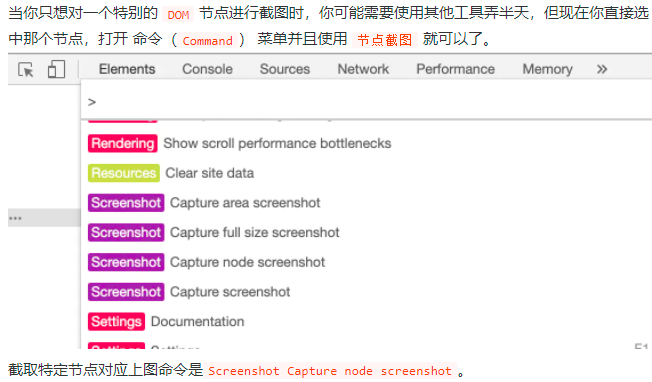 当你只想对一个特别的 DOM 节点进行截图时，你可能需要使用其他工具弄半天，但现在你直接选
中那个节点，打开 命令（Command） 菜单并且使用 节点截图 就可以了。
Elements Console Sources Network Performance Memory »
>
Rendering Show scroll performance bottlenecks
Resources Clear site data
Screenshot Capture area screenshot
Screenshot Capture full size screenshot
Screenshot Capture node screenshot
Screenshot Capture screenshot
Settings Documentation
截取特定节点对应上图命令是 Screenshot Capture node screenshot。